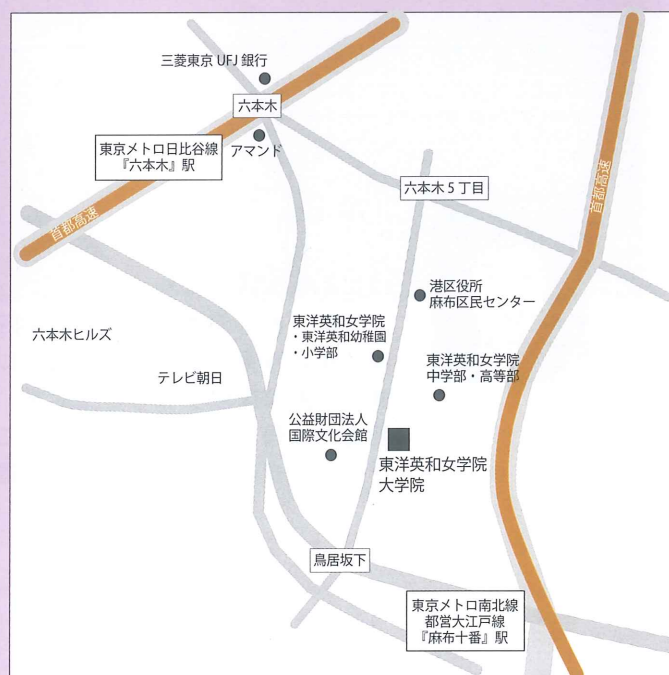 三菱東京 UFJ 銀行
六本木
アマンド
東京メトロ日比谷線
『六本木』駅
首都高速
六本木 5 丁目
首都高速
港区役所
麻布区民センター
六本木ヒルズ
東洋英和女学院
・東洋英和幼稚園
・小学部
テレビ朝日
東洋英和女学院
中学部・高等部
公益財団法人
国際文化会館
東洋英和女学院
大学院
鳥居坂下
東京メトロ南北線
都営大江戸線
『麻布十番』駅